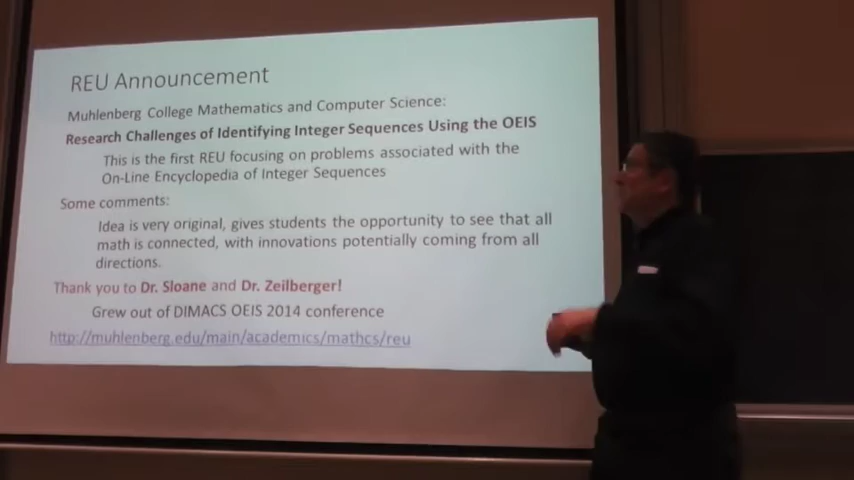 REU Announcement
Muhlenberg College Mathematics and Computer Science:
Research Challenges of Identifying Integer Sequences Using the OEIS
This is the first REU focusing on problems associated with the
On-Line Encyclopedia of Integer Sequences
Some comments:
Idea is very original, gives students the opportunity to see that all
math is connected, with innovations potentially coming from all
directions.
Thank you to Dr. Sloane and Dr. Zeilberger!
Grew out of DIMACS OEIS 2014 conference
http://muhlenberg.edu/main/academics/mathcs/reu